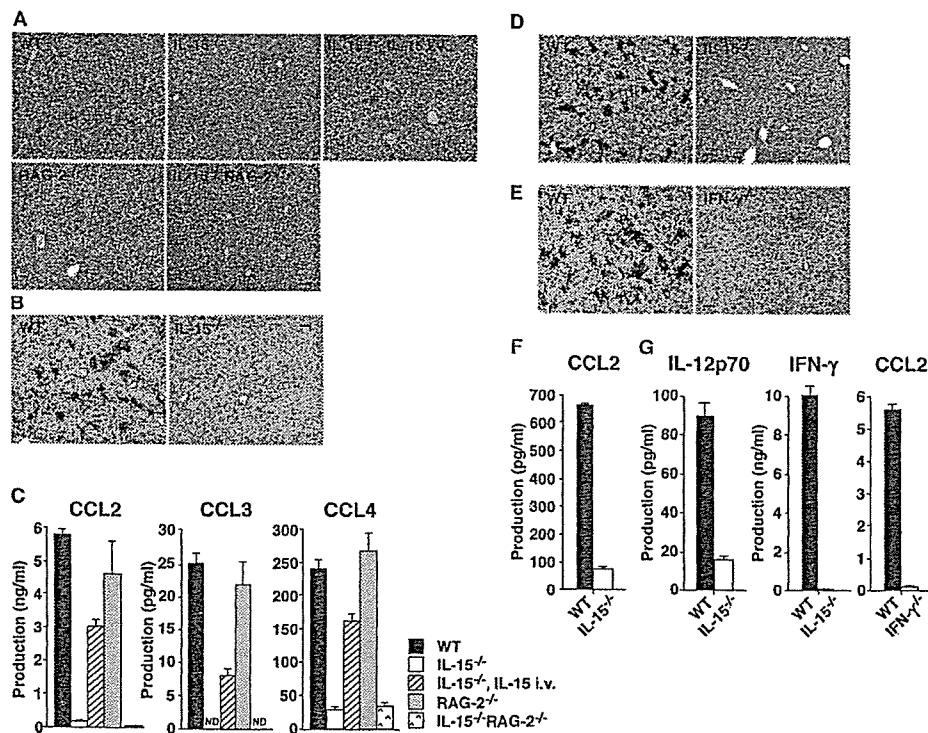 A
WT
IL-15
RAG-2
B
WT
IL-15-/-
C
CCL2
Production (ng/ml)
6
5
4
3
2
1
0
CCL3
Production (pg/ml)
30
25
20
15
10
5
0
ND
ND
CCL4
300
250
200
150
100
50
0
WT
IL-15-/-
IL-15-/-, IL-15 i.v.
RAG-2-/-
IL-15-/-RAG-2-/-
D
WT
IL-15
E
WT
IFN-γ
F
CCL2
Production (pg/ml)
700
600
500
400
300
200
100
0
WT
IL-15-/-
G
IL-12p70
Production (pg/ml)
100
80
60
40
20
0
WT
IL-15-/-
IFN-γ
Production (ng/ml)
10
8
6
4
2
0
WT
IL-15-/-
CCL2
6
5
4
3
2
1
0
WT
IFN-γ-/-